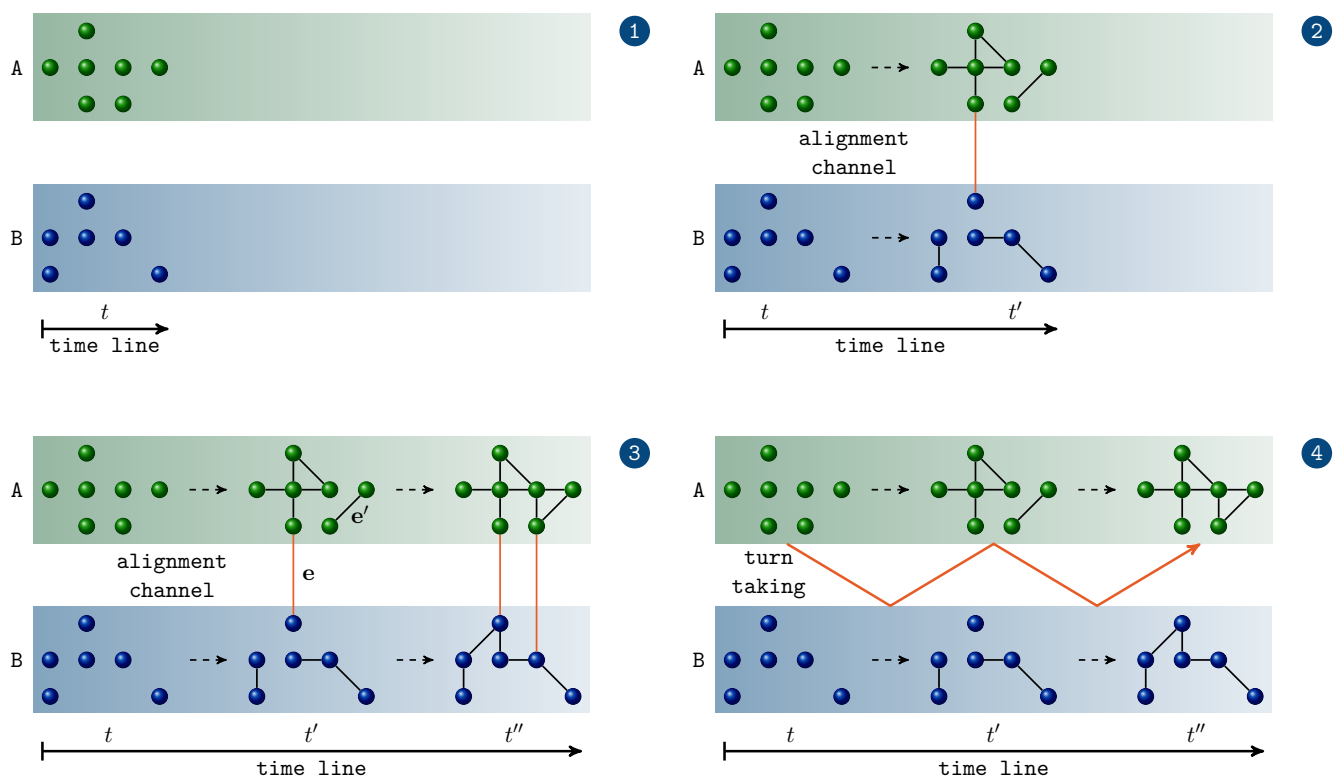 1
A
B
t
time line
2
A
alignment
channel
B
t
t′
time line
3
A
e′
alignment
channel
e
B
t
t′
t″
time line
4
A
turn
taking
B
t
t′
t″
time line